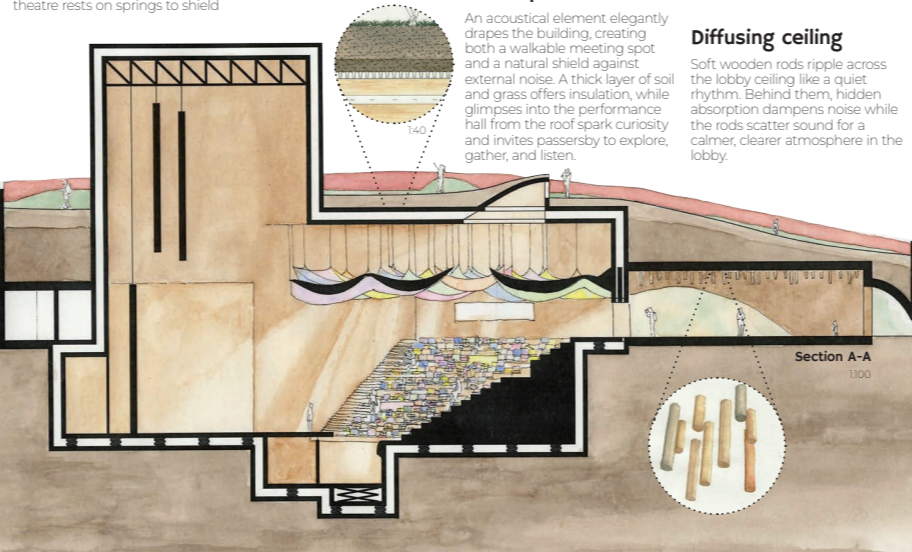 theatre rests on springs to shield
An acoustical element elegantly
drapes the building, creating
both a walkable meeting spot
and a natural shield against
external noise. A thick layer of soil
and grass offers insulation, while
glimpses into the performance
hall from the roof spark curiosity
and invites passersby to explore,
gather, and listen.
1:40
Diffusing ceiling
Soft wooden rods ripple across
the lobby ceiling like a quiet
rhythm. Behind them, hidden
absorption dampens noise while
the rods scatter sound for a
calmer, clearer atmosphere in the
lobby.
Section A-A
1:100